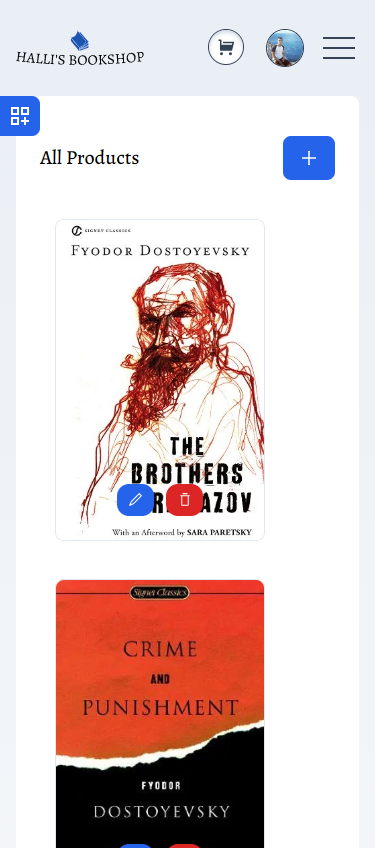 HALLI'S BOOKSHOP
All Products
SIGNET CLASSICS
FYODOR DOSTOYEVSKY
THE
BROTHERS
AZOV
With an Afterword by SARA PARETSKY
Signet Classics
CRIME
AND
PUNISHMENT
FYODOR
DOSTOYEVSKY